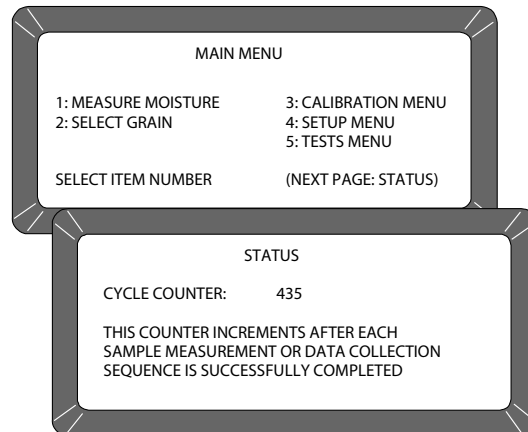 MAIN MENU
1: MEASURE MOISTURE 3: CALIBRATION MENU
2: SELECT GRAIN 4: SETUP MENU
5: TESTS MENU
SELECT ITEM NUMBER (NEXT PAGE: STATUS)
STATUS
CYCLE COUNTER: 435
THIS COUNTER INCREMENTS AFTER EACH
SAMPLE MEASUREMENT OR DATA COLLECTION
SEQUENCE IS SUCCESSFULLY COMPLETED